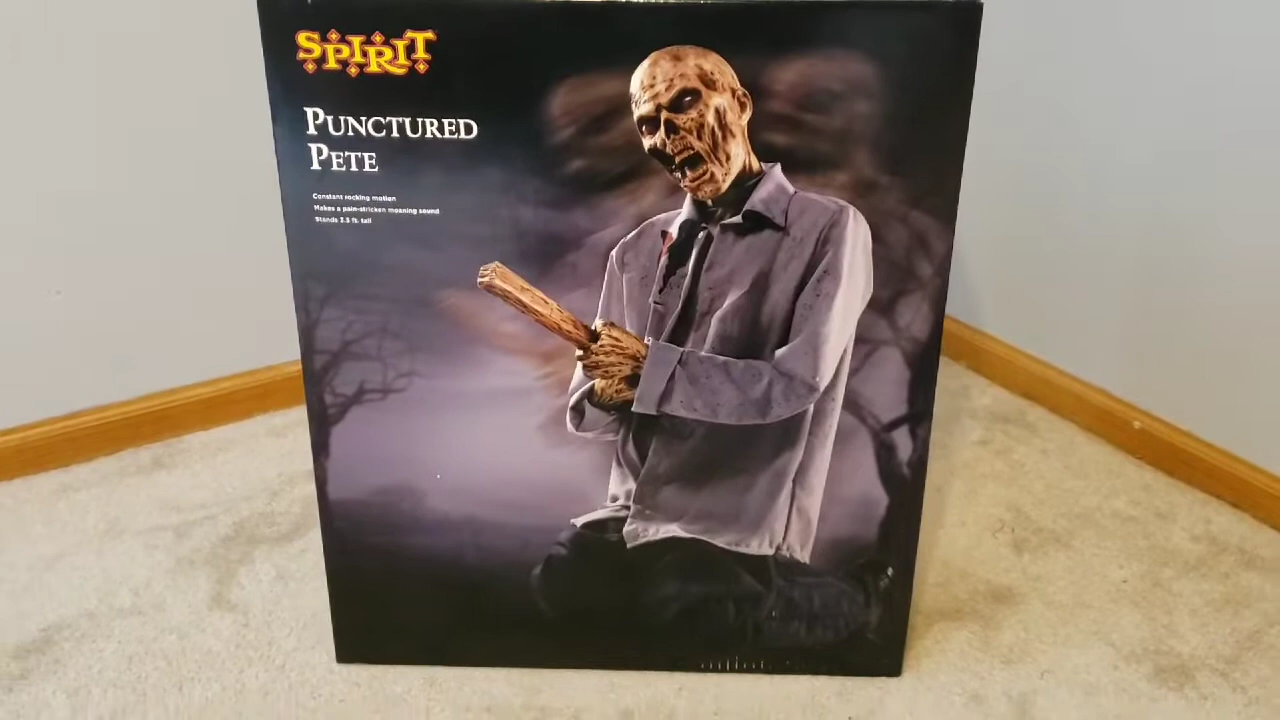 SPIRIT
PUNCTURED
PETE
Constant rocking motion
Makes a pain-stricken moaning sound
Stands 3.5 ft. tall